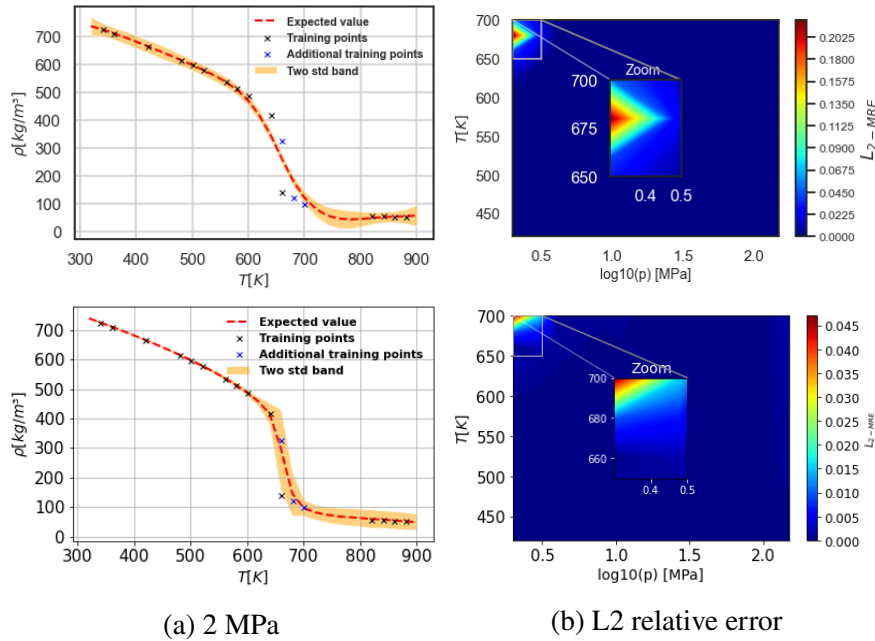 Expected value
Training points
Additional training points
Two std band
ρ[kg/m³]
700
600
500
400
300
200
100
0
300 400 500 600 700 800 900
T[K]
700
650
600
550
500
450
T[K]
Zoom
700
675
650
0.4 0.5
0.5 1.0 1.5 2.0
log10(p) [MPa]
0.2025
0.1800
0.1575
0.1350
0.1125
0.0900
0.0675
0.0450
0.0225
0.0000
L2−MRE
Expected value
Training points
Additional training points
Two std band
ρ[kg/m³]
700
600
500
400
300
200
100
0
300 400 500 600 700 800 900
T[K]
700
650
600
550
500
450
T[K]
Zoom
700
680
660
0.4 0.5
0.5 1.0 1.5 2.0
log10(p) [MPa]
0.045
0.040
0.035
0.030
0.025
0.020
0.015
0.010
0.005
0.000
L2−MRE
(a) 2 MPa
(b) L2 relative error